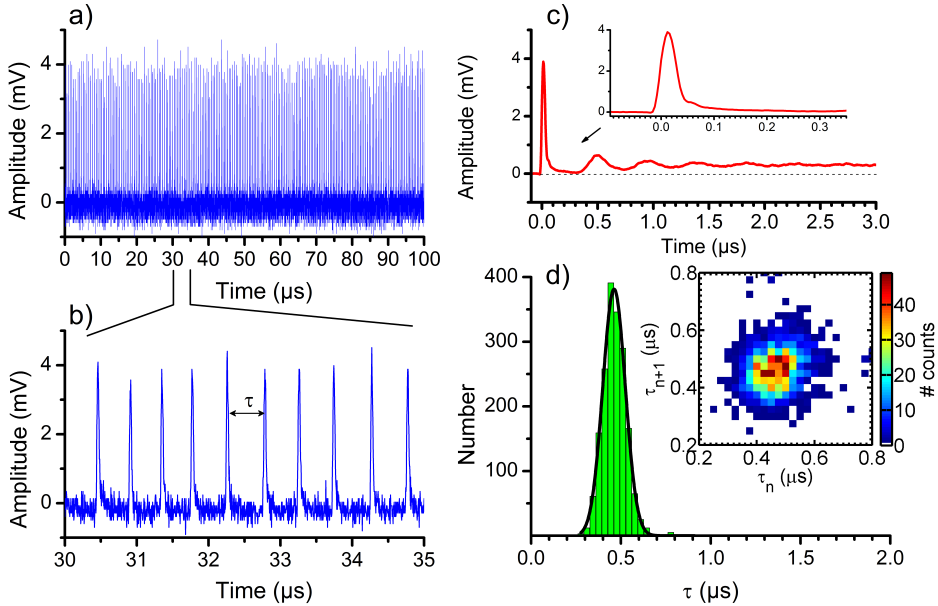 a)
Amplitude (mV)
4
2
0
0 10 20 30 40 50 60 70 80 90 100
Time (µs)
b)
Amplitude (mV)
4
2
0
τ
30 31 32 33 34 35
Time (µs)
c)
Amplitude (mV)
4
2
0
4
2
0
0.0 0.1 0.2 0.3
0.0 0.5 1.0 1.5 2.0 2.5 3.0
Time (µs)
d)
Number
400
300
200
100
0.0 0.5 1.0 1.5 2.0
τ (µs)
τn+1 (µs)
0.8
0.6
0.4
0.2
0.2 0.4 0.6 0.8
τn (µs)
40
30
20
10
0
# counts